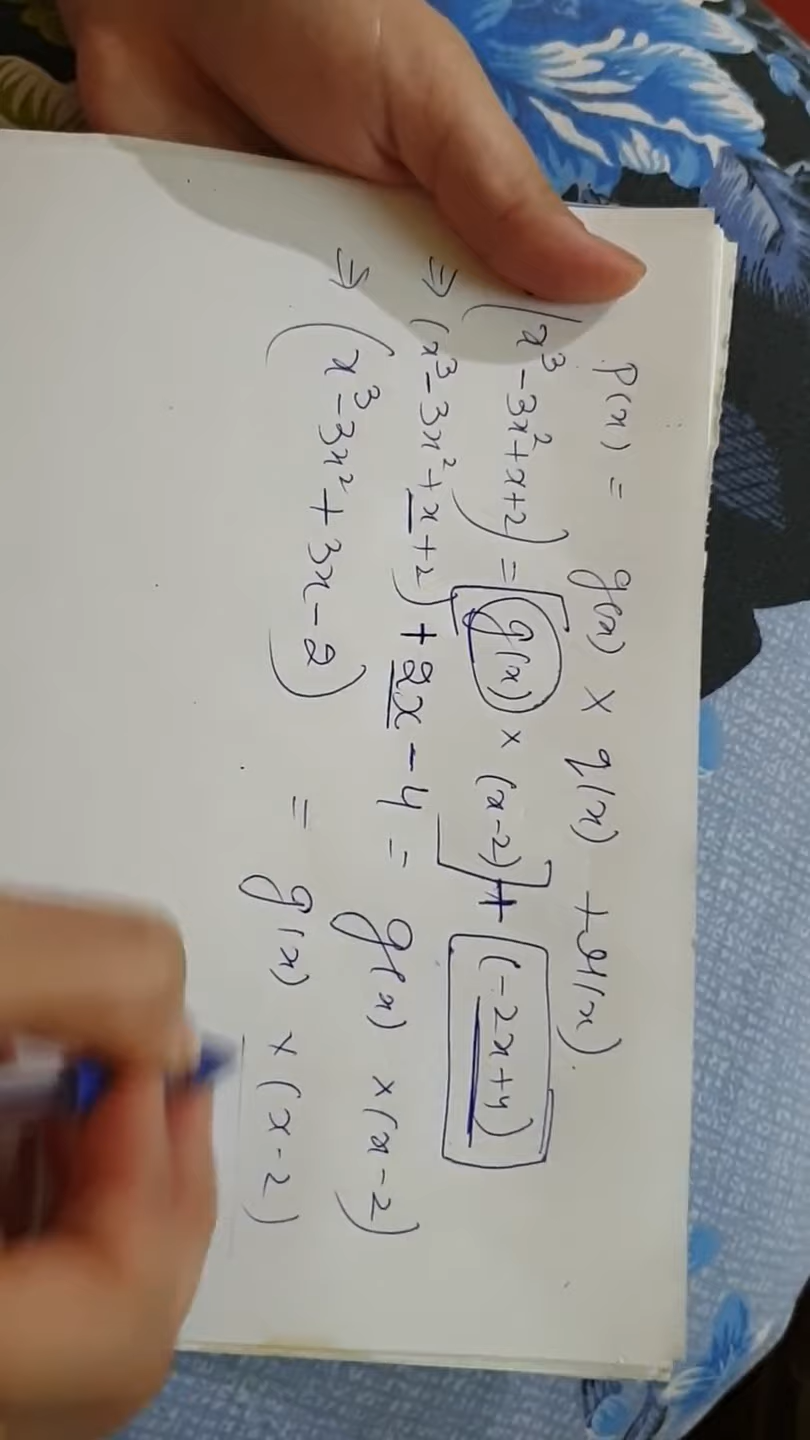 P(x) = g(x) × q(x) + r(x).
(x³ - 3x² + x + 2) = g(x) × (x - 2) + (-2x + 4)
⇒ (x³ - 3x² + x + 2) + 2x - 4 = g(x) × (x - 2)
⇒ (x³ - 3x² + 3x - 2) = g(x) × (x - 2)